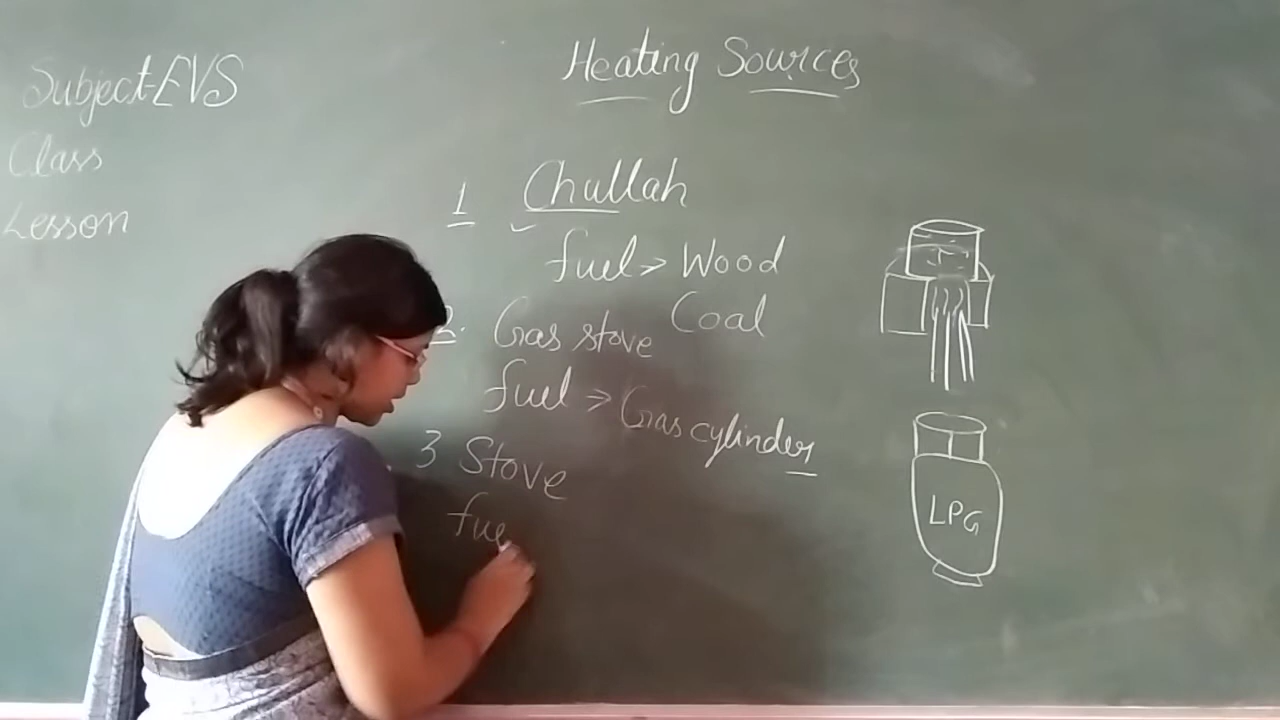 Subject-EVS
Class
Lesson
Heating Sources
1 Chullah
fuel > Wood
Coal
2. Gas stove
fuel > Gas cylinder
3 Stove
fue
LPG